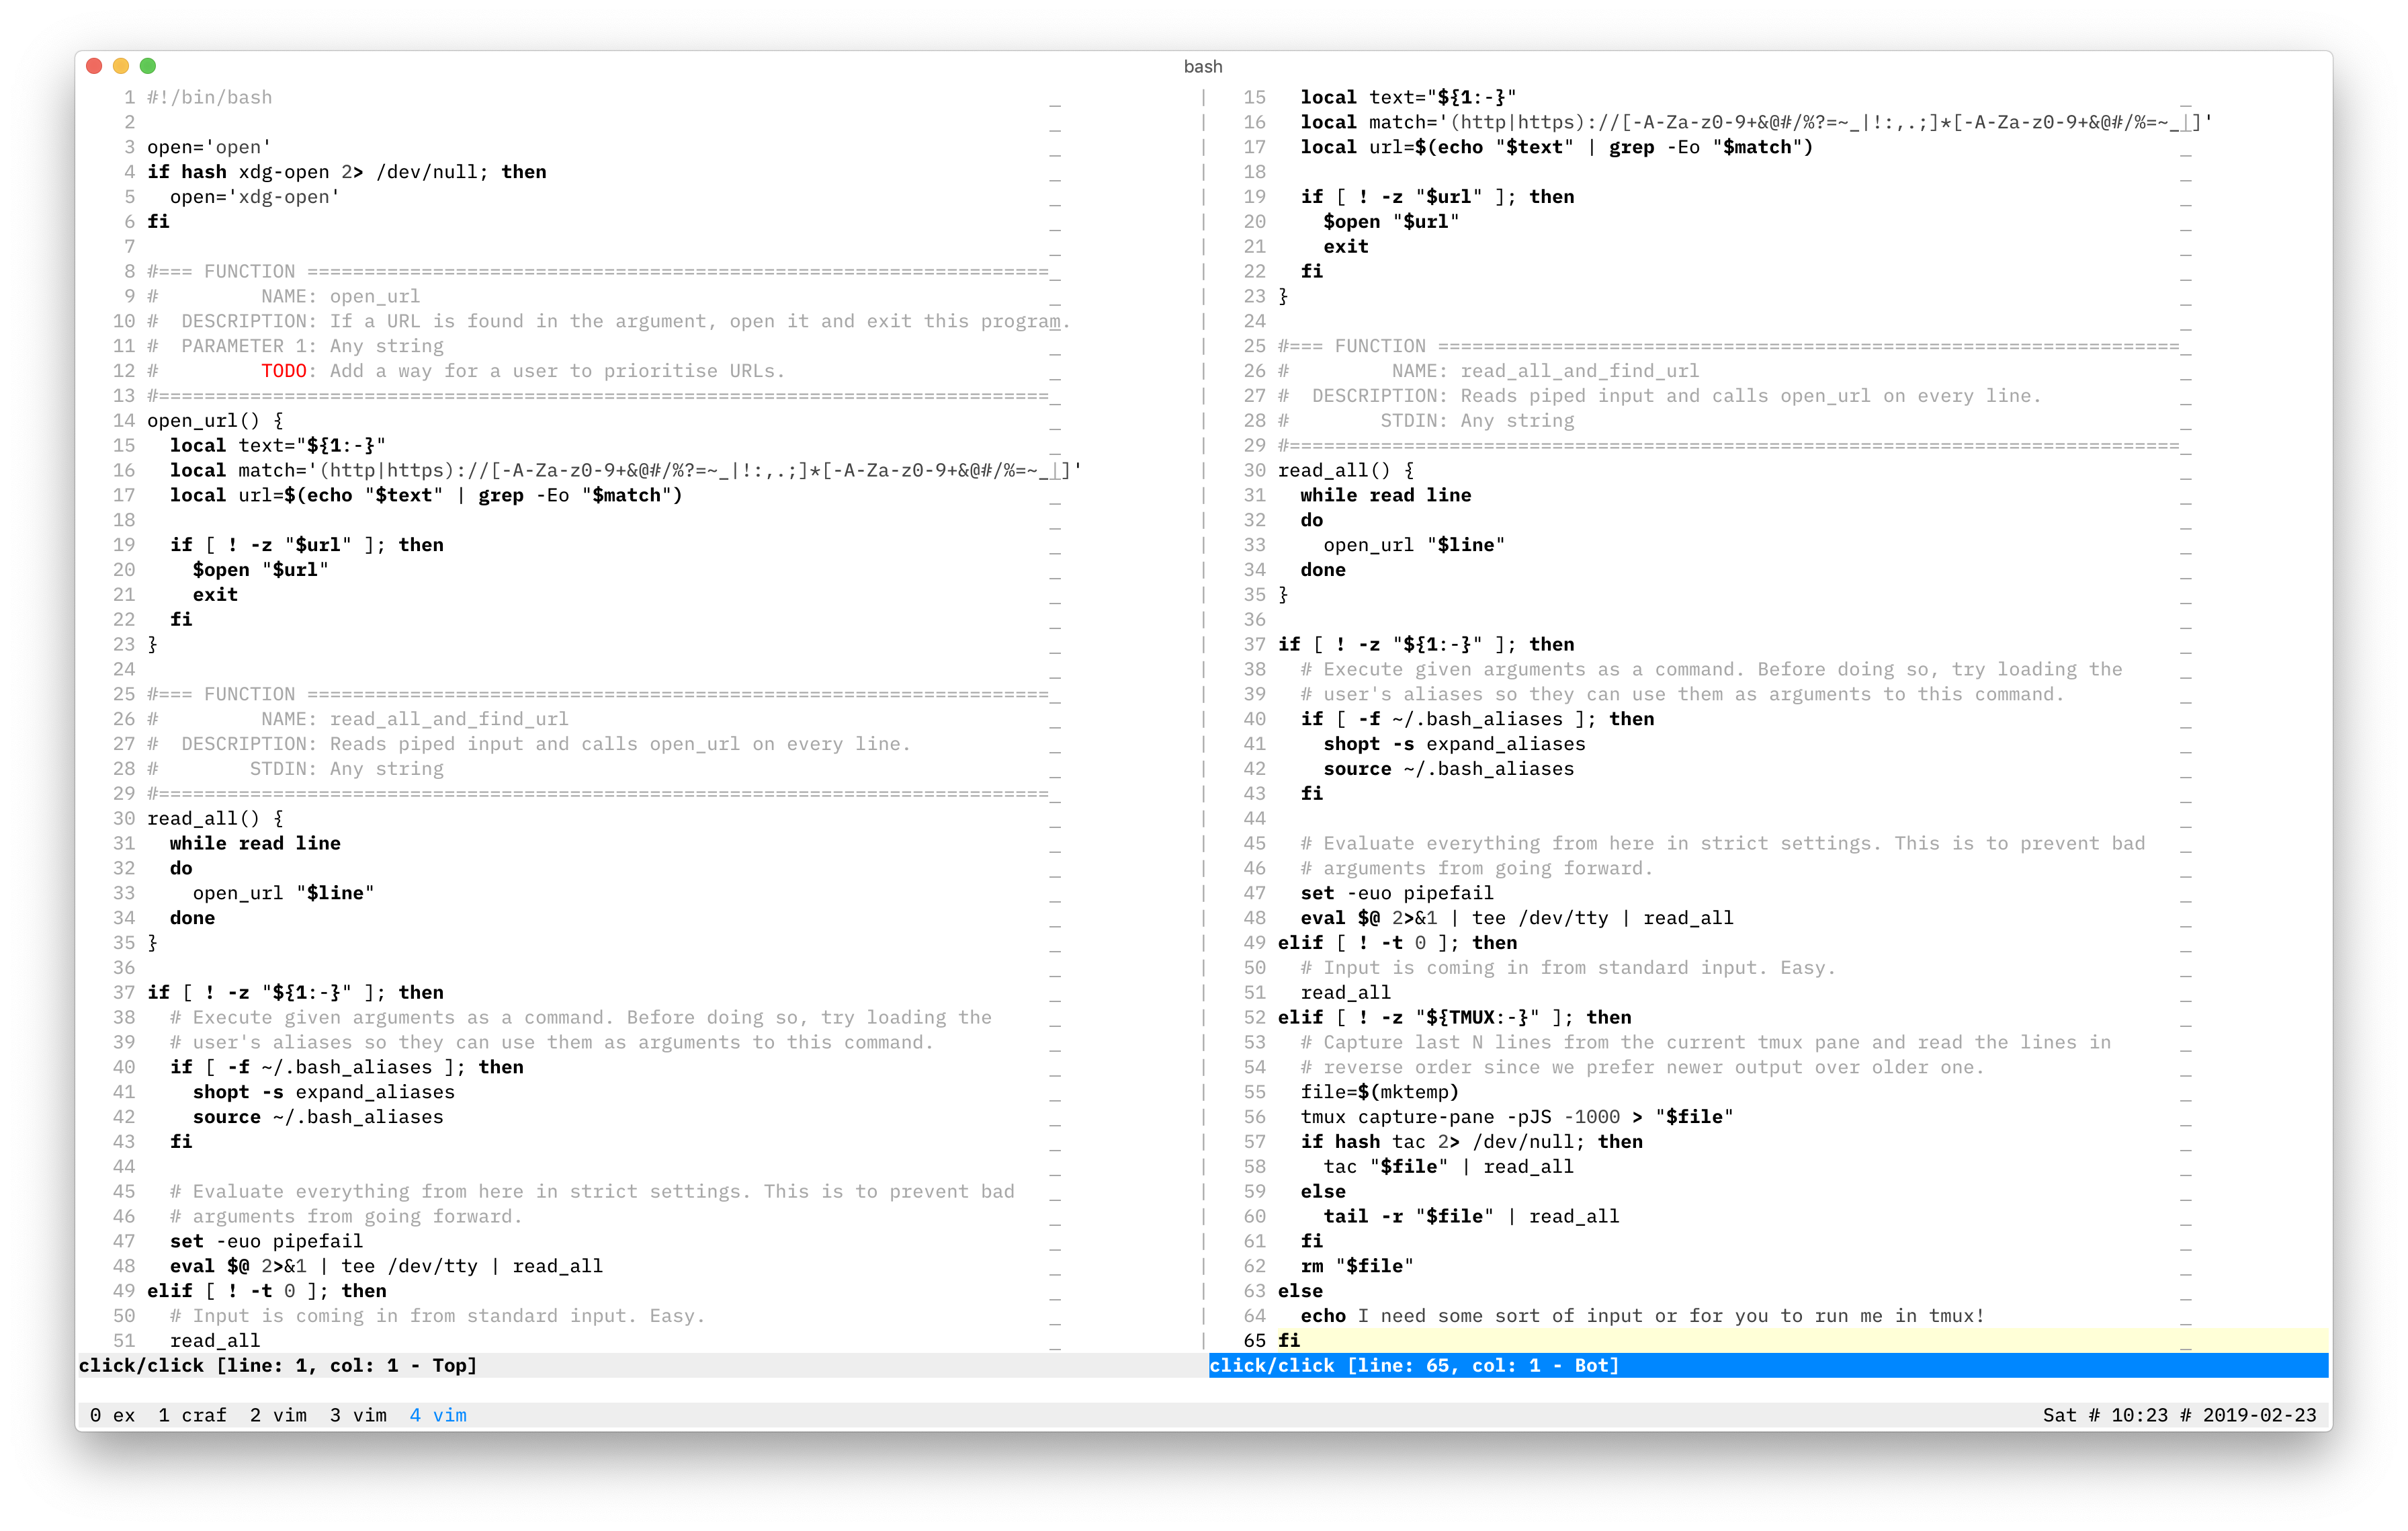 bash
1 #!/bin/bash
2
3 open='open'
4 if hash xdg-open 2> /dev/null; then
5   open='xdg-open'
6 fi
7
8 #=== FUNCTION =================================================================
9 #         NAME: open_url
10 #  DESCRIPTION: If a URL is found in the argument, open it and exit this program.
11 #  PARAMETER 1: Any string
12 #         TODO: Add a way for a user to prioritise URLs.
13 #==============================================================================
14 open_url() {
15   local text="${1:-}"
16   local match='(http|https)://[-A-Za-z0-9+&@#/%?=~_|!:,.;]*[-A-Za-z0-9+&@#/%=~_|]'
17   local url=$(echo "$text" | grep -Eo "$match")
18
19   if [ ! -z "$url" ]; then
20     $open "$url"
21     exit
22   fi
23 }
24
25 #=== FUNCTION =================================================================
26 #         NAME: read_all_and_find_url
27 #  DESCRIPTION: Reads piped input and calls open_url on every line.
28 #        STDIN: Any string
29 #==============================================================================
30 read_all() {
31   while read line
32   do
33     open_url "$line"
34   done
35 }
36
37 if [ ! -z "${1:-}" ]; then
38   # Execute given arguments as a command. Before doing so, try loading the
39   # user's aliases so they can use them as arguments to this command.
40   if [ -f ~/.bash_aliases ]; then
41     shopt -s expand_aliases
42     source ~/.bash_aliases
43   fi
44
45   # Evaluate everything from here in strict settings. This is to prevent bad
46   # arguments from going forward.
47   set -euo pipefail
48   eval $@ 2>&1 | tee /dev/tty | read_all
49 elif [ ! -t 0 ]; then
50   # Input is coming in from standard input. Easy.
51   read_all
click/click [line: 1, col: 1 - Top]
15   local text="${1:-}"
16   local match='(http|https)://[-A-Za-z0-9+&@#/%?=~_|!:,.;]*[-A-Za-z0-9+&@#/%=~_|]'
17   local url=$(echo "$text" | grep -Eo "$match")
18
19   if [ ! -z "$url" ]; then
20     $open "$url"
21     exit
22   fi
23 }
24
25 #=== FUNCTION =================================================================
26 #         NAME: read_all_and_find_url
27 #  DESCRIPTION: Reads piped input and calls open_url on every line.
28 #        STDIN: Any string
29 #==============================================================================
30 read_all() {
31   while read line
32   do
33     open_url "$line"
34   done
35 }
36
37 if [ ! -z "${1:-}" ]; then
38   # Execute given arguments as a command. Before doing so, try loading the
39   # user's aliases so they can use them as arguments to this command.
40   if [ -f ~/.bash_aliases ]; then
41     shopt -s expand_aliases
42     source ~/.bash_aliases
43   fi
44
45   # Evaluate everything from here in strict settings. This is to prevent bad
46   # arguments from going forward.
47   set -euo pipefail
48   eval $@ 2>&1 | tee /dev/tty | read_all
49 elif [ ! -t 0 ]; then
50   # Input is coming in from standard input. Easy.
51   read_all
52 elif [ ! -z "${TMUX:-}" ]; then
53   # Capture last N lines from the current tmux pane and read the lines in
54   # reverse order since we prefer newer output over older one.
55   file=$(mktemp)
56   tmux capture-pane -pJS -1000 > "$file"
57   if hash tac 2> /dev/null; then
58     tac "$file" | read_all
59   else
60     tail -r "$file" | read_all
61   fi
62   rm "$file"
63 else
64   echo I need some sort of input or for you to run me in tmux!
65 fi
click/click [line: 65, col: 1 - Bot]
0 ex  1 craf  2 vim  3 vim  4 vim
Sat # 10:23 # 2019-02-23